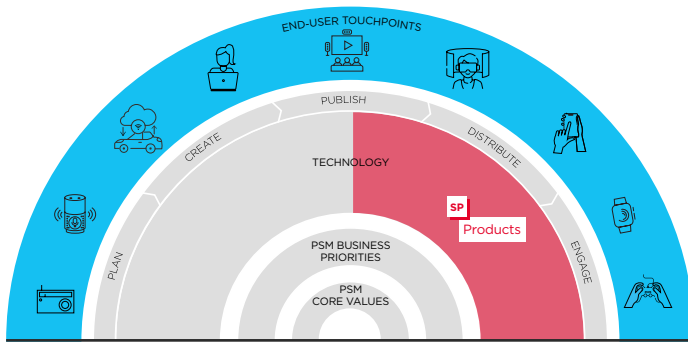 END-USER TOUCHPOINTS
PLAN
CREATE
PUBLISH
DISTRIBUTE
ENGAGE
TECHNOLOGY
SP
Products
PSM BUSINESS
PRIORITIES
PSM
CORE VALUES